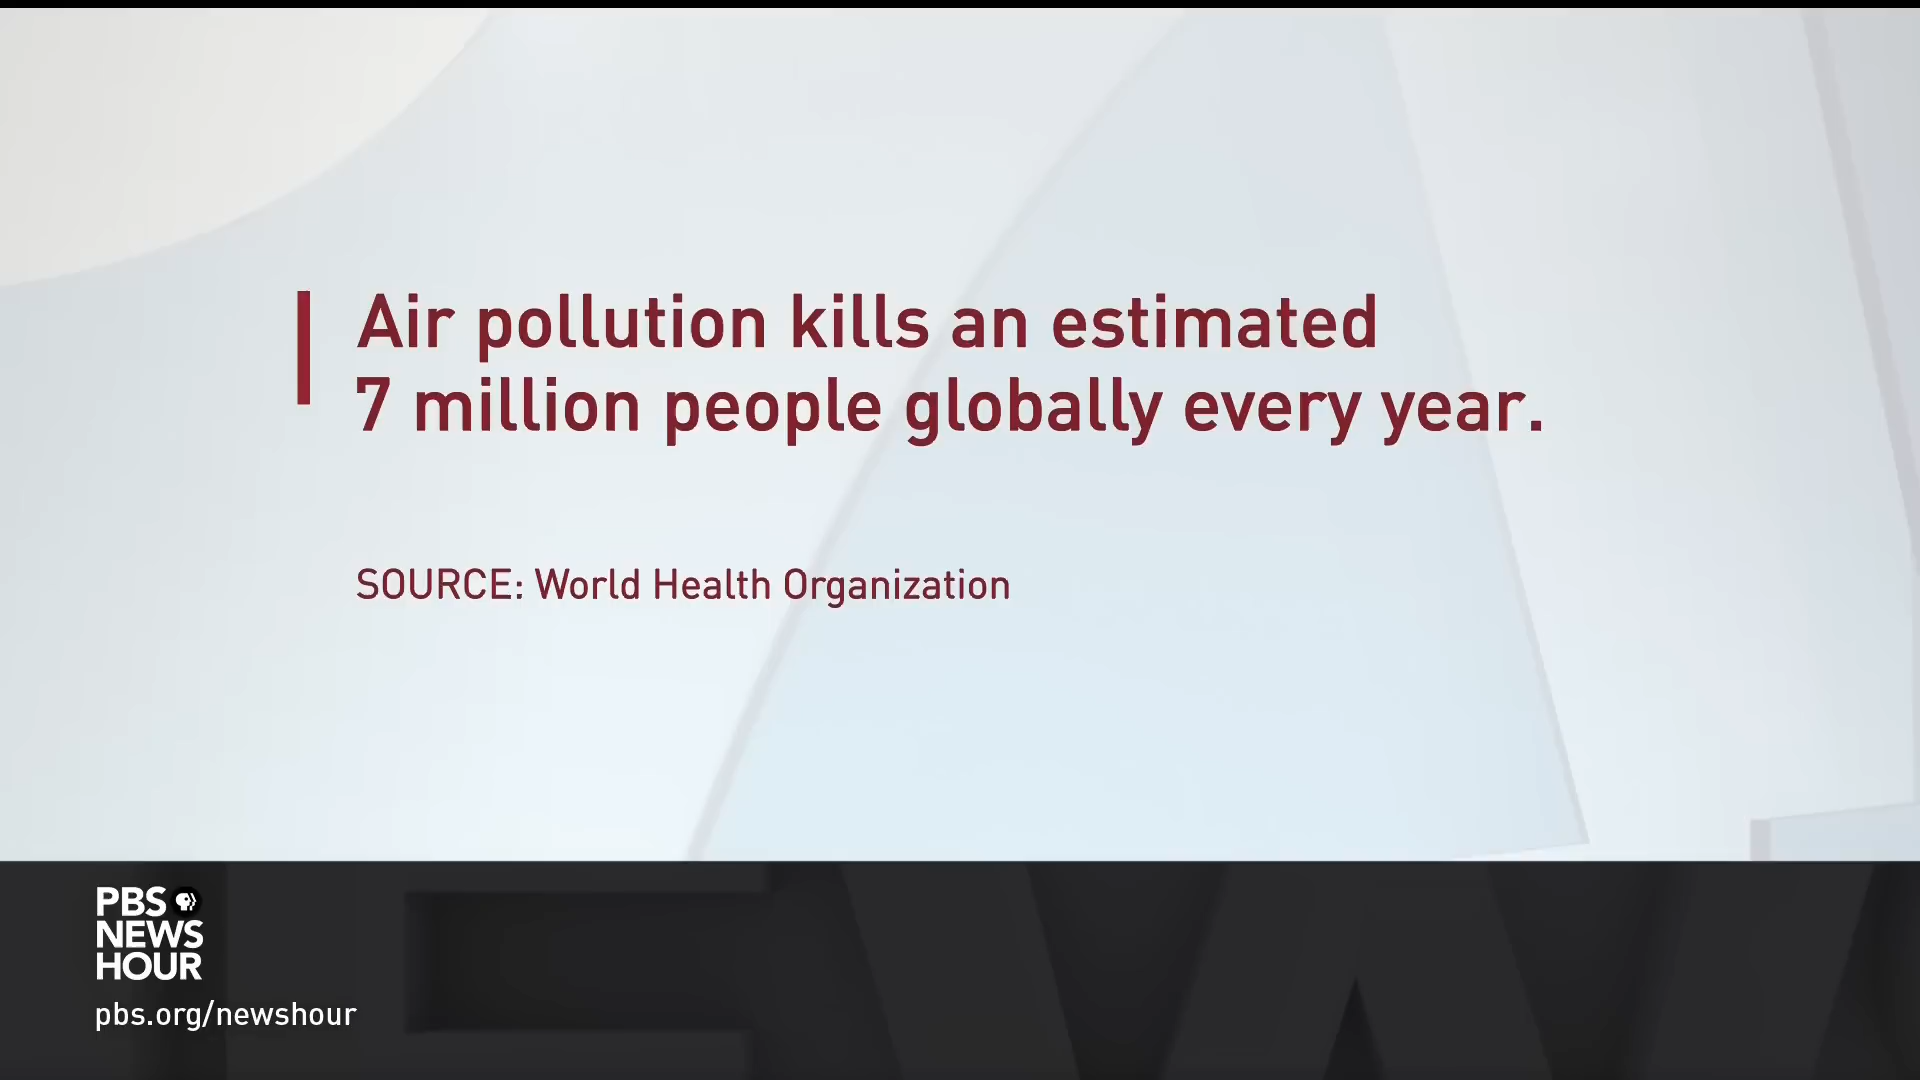 Air pollution kills an estimated
7 million people globally every year.
SOURCE: World Health Organization
PBS
NEWS
HOUR
pbs.org/newshour